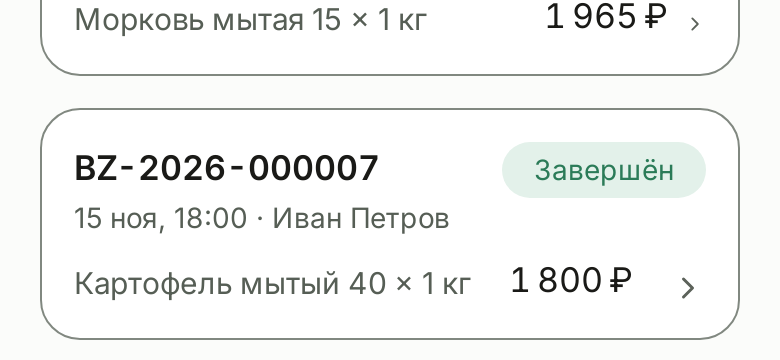 Морковь мытая 15 × 1 кг 1 965 ₽ ›
BZ-2026-000007 Завершён
15 ноя, 18:00 · Иван Петров
Картофель мытый 40 × 1 кг 1 800 ₽ ›